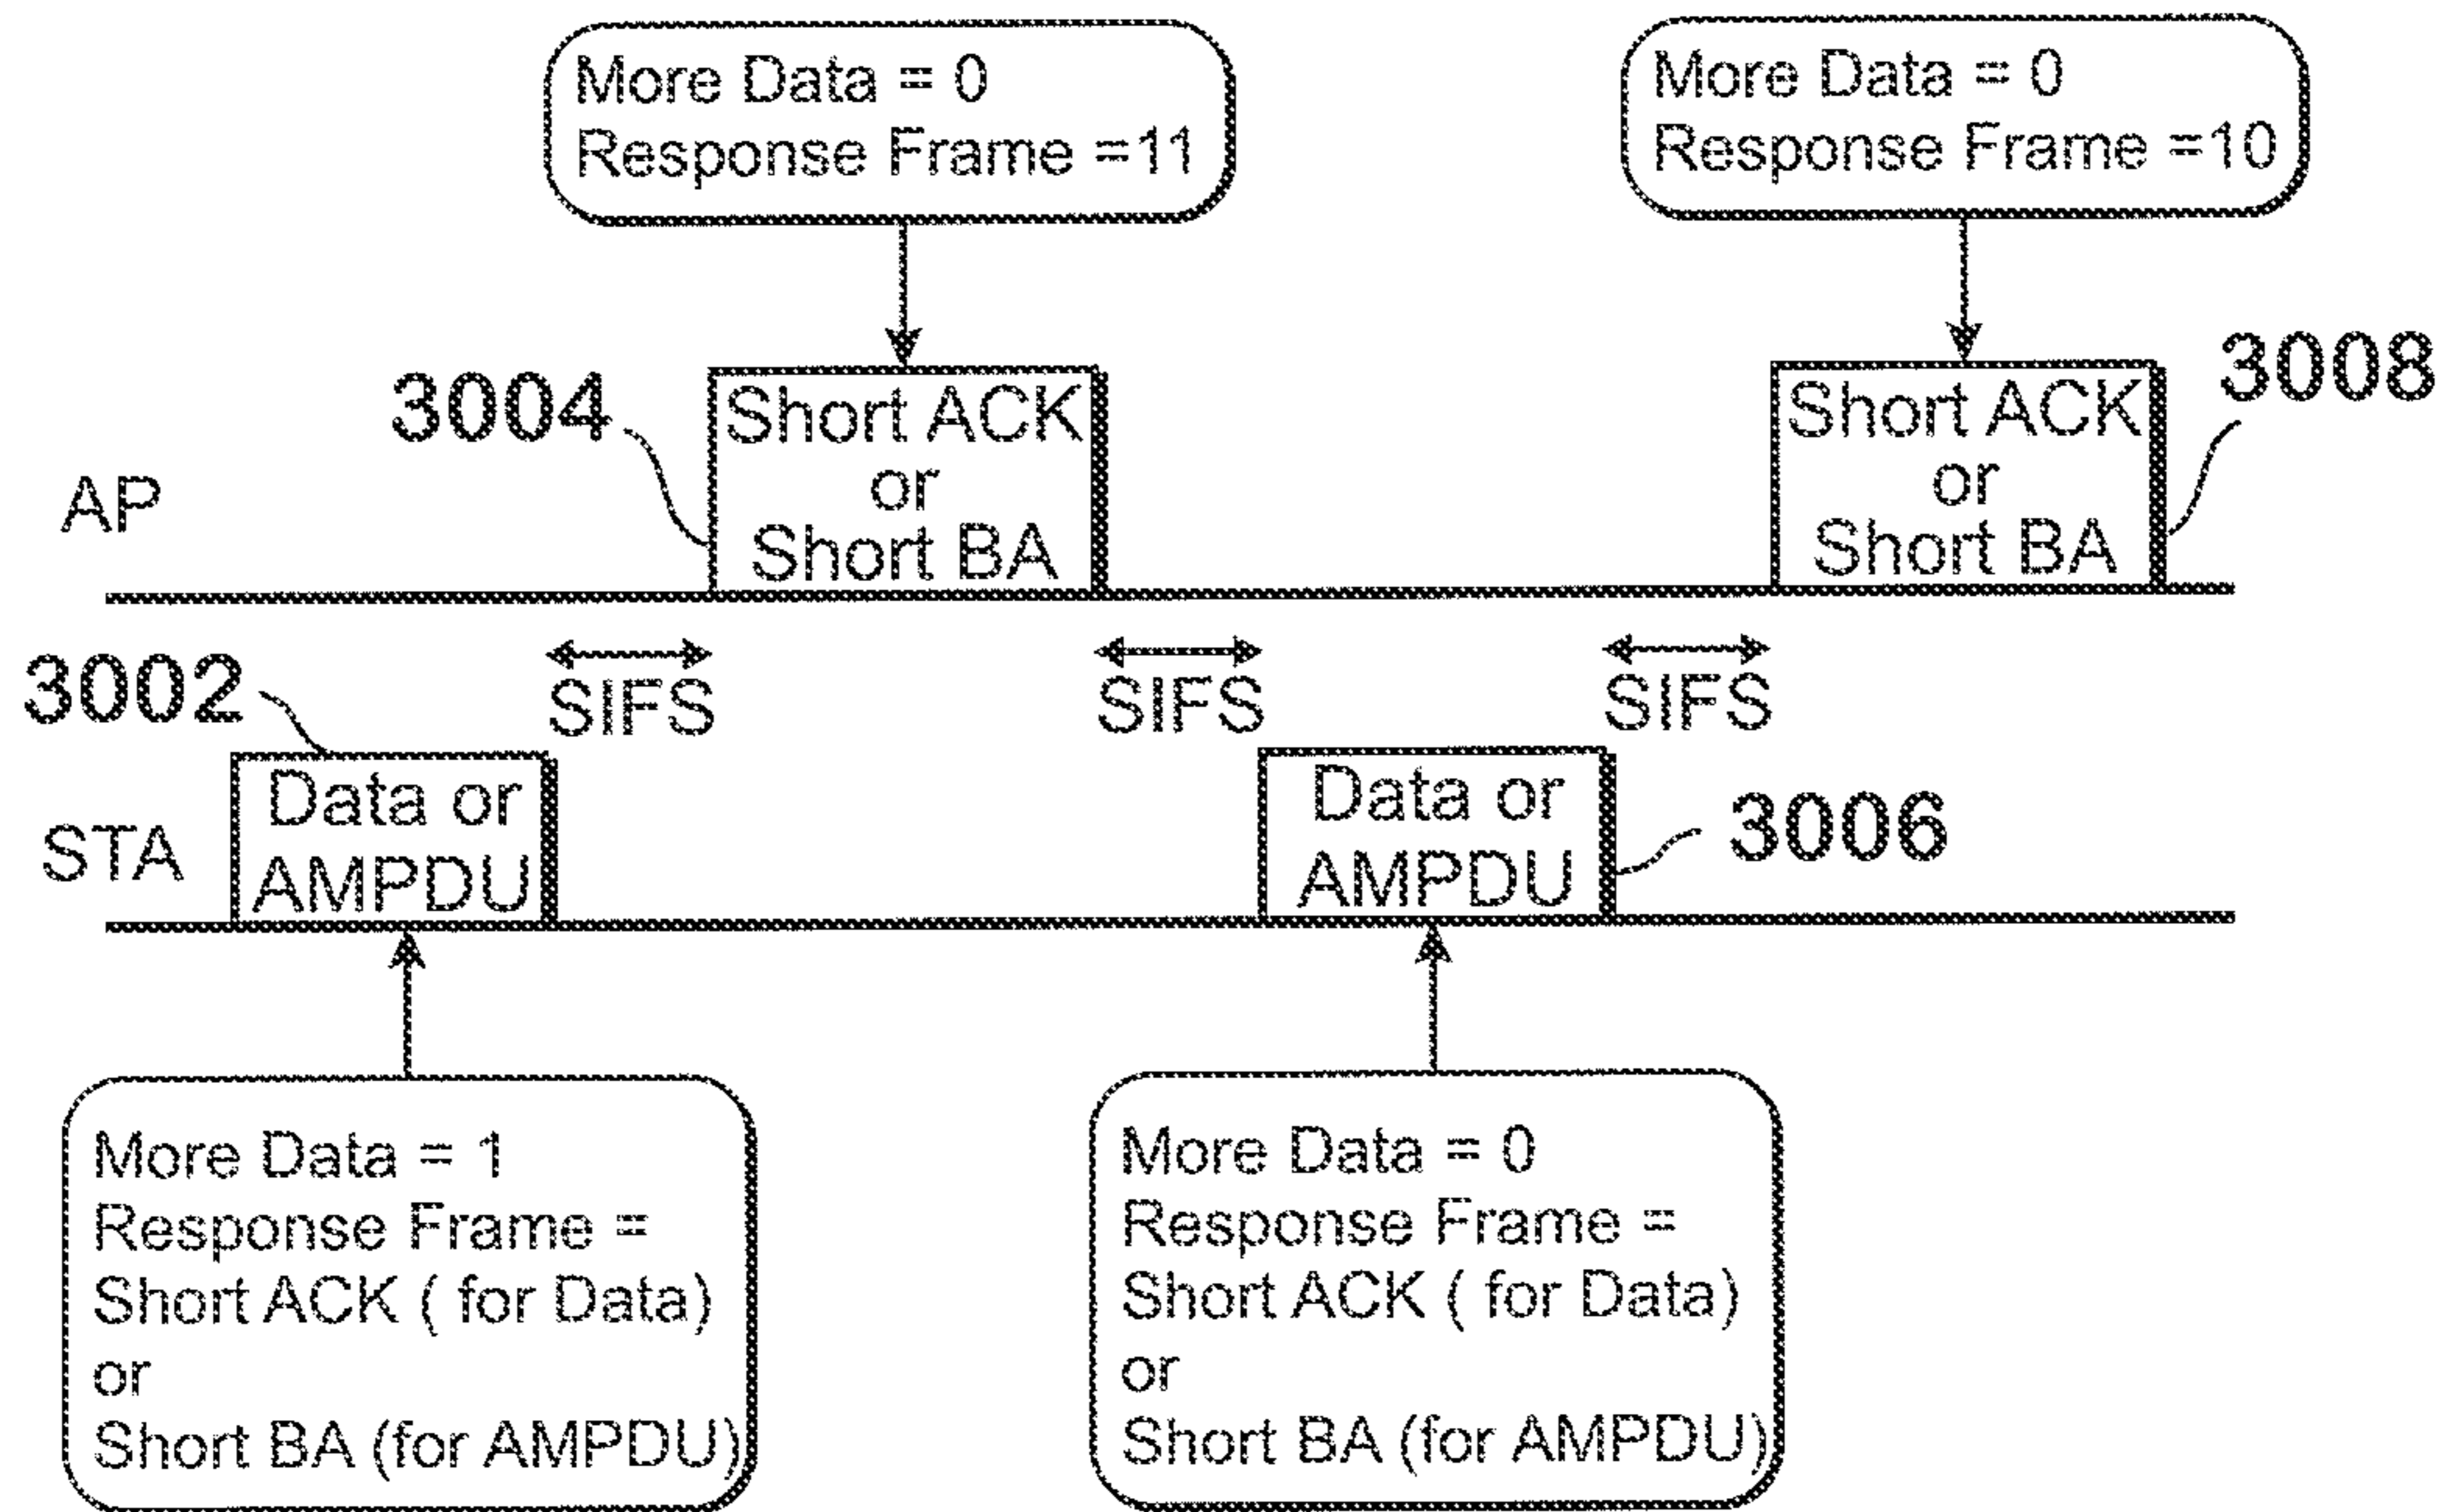 More Data = 0
Response Frame =11
More Data = 0
Response Frame =10
3004
Short ACK
or
Short BA
Short ACK
or
Short BA
3008
AP
SIFS
SIFS
SIFS
3002
STA
Data or
AMPDU
Data or
AMPDU
3006
More Data = 1
Response Frame =
Short ACK ( for Data)
or
Short BA (for AMPDU)
More Data = 0
Response Frame =
Short ACK ( for Data)
or
Short BA (for AMPDU)